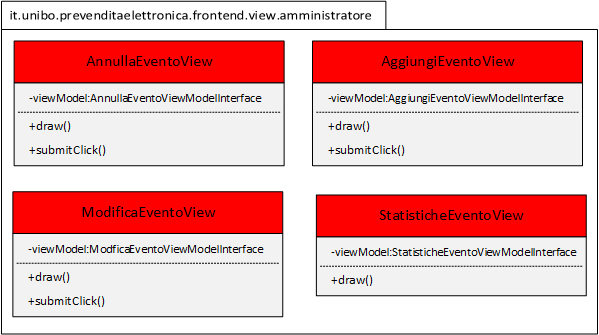 it.unibo.prevenditaelettronica.frontend.view.amministratore
AnnullaEventoView
-viewModel:AnnullaEventoViewModelInterface
+draw()
+submitClick()
AggiungiEventoView
-viewModel:AggiungiEventoViewModelInterface
+draw()
+submitClick()
ModificaEventoView
-viewModel:ModficaEventoViewModelInterface
+draw()
+submitClick()
StatisticheEventoView
-viewModel:StatisticheEventoViewModelInterface
+draw()